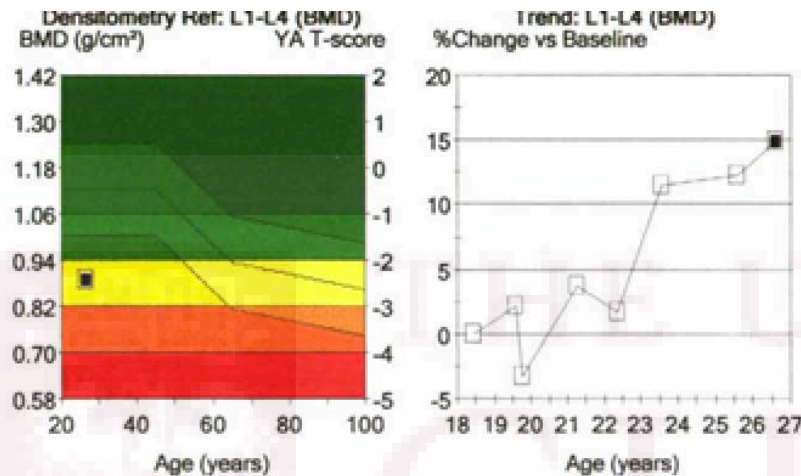 Densitometry Ref: L1-L4 (BMD)
BMD (g/cm²) YA T-score
1.42 2
1.30 1
1.18 0
1.06 -1
0.94 -2
0.82 -3
0.70 -4
0.58 -5
20 40 60 80 100
Age (years)
Trend: L1-L4 (BMD)
%Change vs Baseline
20
15
10
5
0
-5
18 19 20 21 22 23 24 25 26 27
Age (years)
THE U